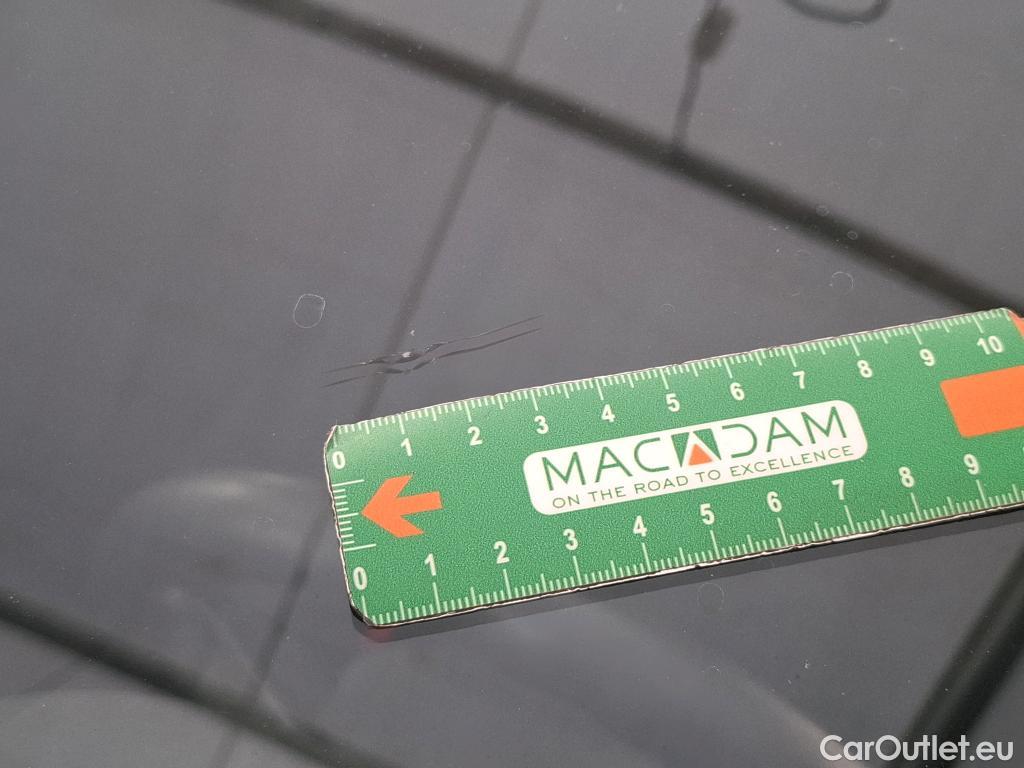 0 1 2 3 4 5 6 7 8 9 10
MACADAM
ON THE ROAD TO EXCELLENCE
0 1 2 3 4 5 6 7 8 9
CarOutlet.eu